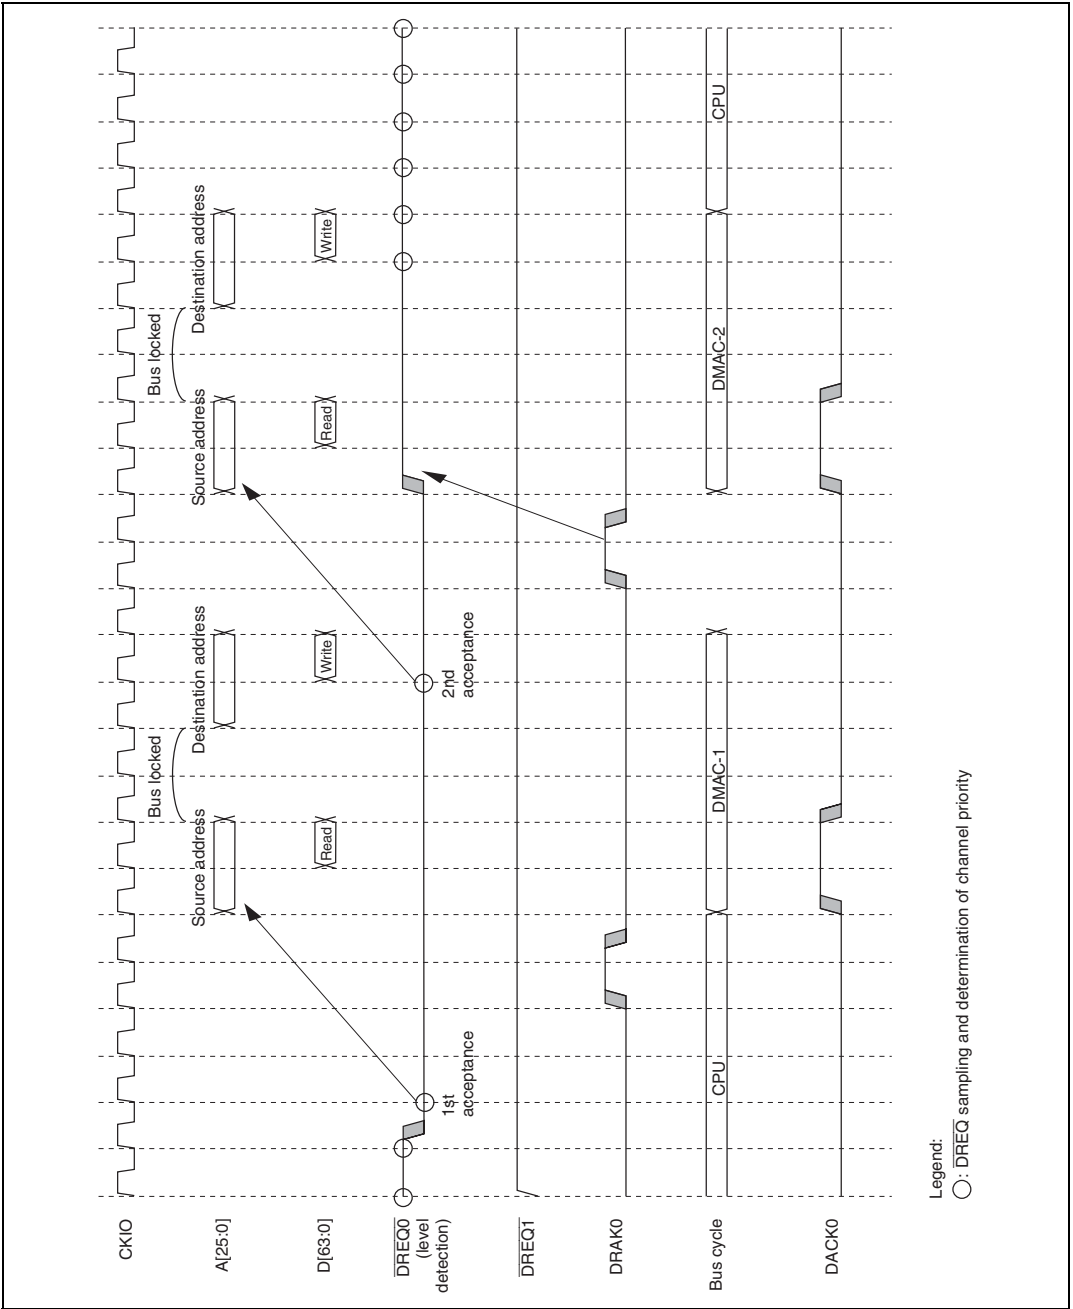 CKIO
A[25:0]
Source address
Bus locked
Destination address
Source address
Bus locked
Destination address
D[63:0]
Read
Write
Read
Write
DREQ0
(level
detection)
1st
acceptance
2nd
acceptance
DREQ1
DRAK0
Bus cycle
CPU
DMAC-1
DMAC-2
CPU
DACK0
Legend:
: DREQ sampling and determination of channel priority